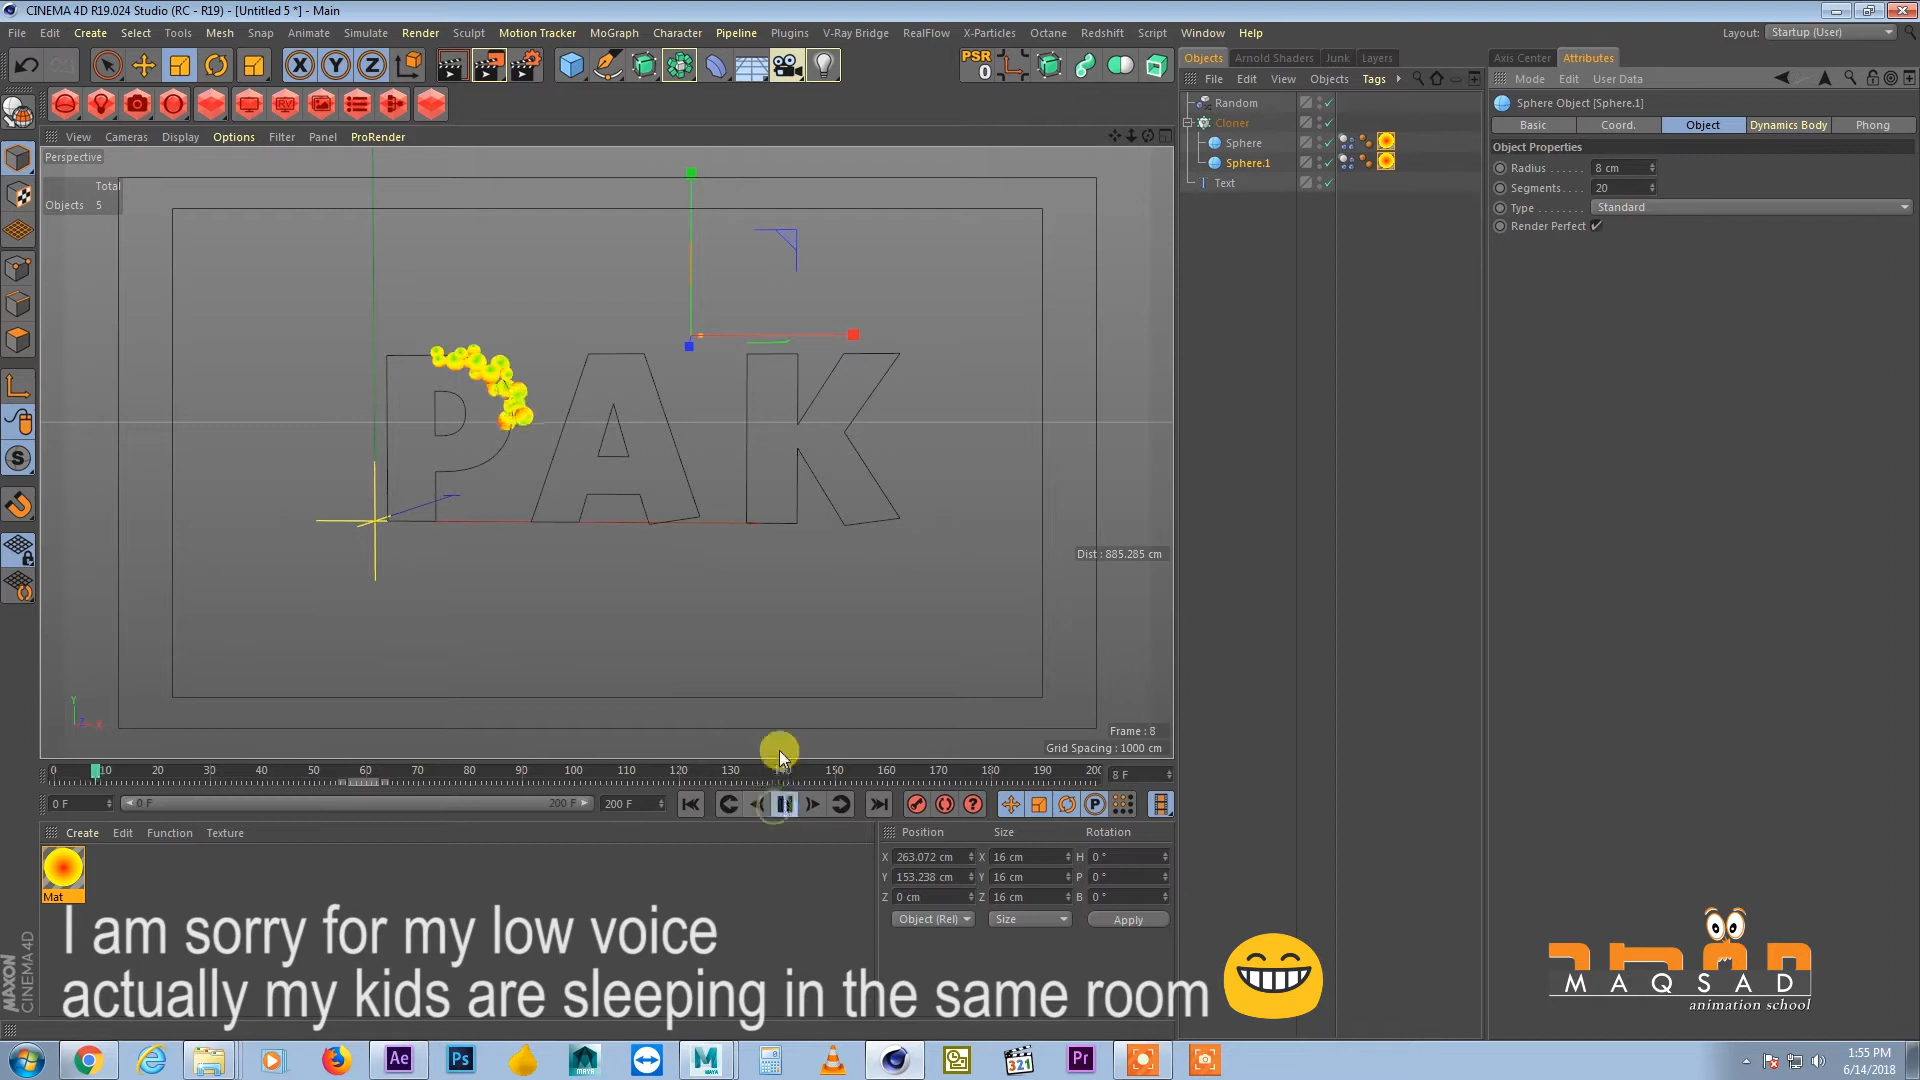 CINEMA 4D R19.024 Studio (RC - R19) - [Untitled 5 *] - Main
File Edit Create Select Tools Mesh Snap Animate Simulate Render Sculpt Motion Tracker MoGraph Character Pipeline Plugins V-Ray Bridge RealFlow X-Particles Octane Redshift Script Window Help Layout: Startup (User)
PSR
0
Objects Arnold Shaders Junk Layers
File Edit View Objects Tags
Random
Cloner
Sphere
Sphere.1
Text
Axis Center Attributes
Mode Edit User Data
Sphere Object [Sphere.1]
Basic Coord. Object Dynamics Body Phong
Object Properties
Radius 8 cm
Segments 20
Type Standard
Render Perfect
View Cameras Display Options Filter Panel ProRender
Perspective
Total
Objects 5
PAK
Dist : 885.285 cm
Frame : 8
Grid Spacing : 1000 cm
Y
X
0 10 20 30 40 50 60 70 80 90 100 110 120 130 140 150 160 170 180 190 200 8 F
0 F 0 F 200 F 200 F
Create Edit Function Texture
Mat
Position Size Rotation
X 263.072 cm X 16 cm H 0 °
Y 153.238 cm Y 16 cm P 0 °
Z 0 cm Z 16 cm B 0 °
Object (Rel) Size Apply
MAXON
CINEMA 4D
I am sorry for my low voice
actually my kids are sleeping in the same room
MAQSAD
animation school
Ae Ps M MAYA 321 Pr
1:55 PM
6/14/2018